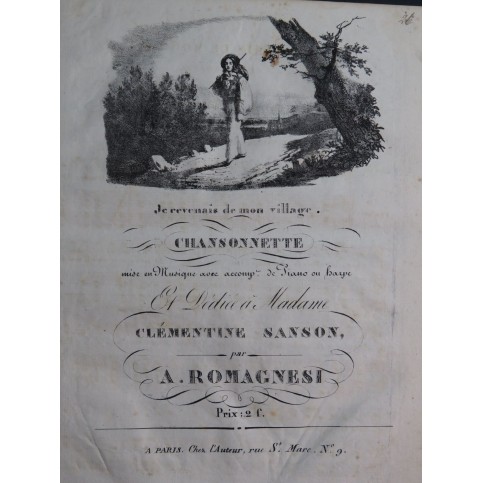 Je revenais de mon village.
CHANSONNETTE
mise en Musique avec accompt. de Piano ou harpe
Et Dédiée à Madame
CLÉMENTINE SANSON,
par
A. ROMAGNESI
Prix: 2 f.
A PARIS. Chez l'Auteur, rue St. Marc. No. 9.